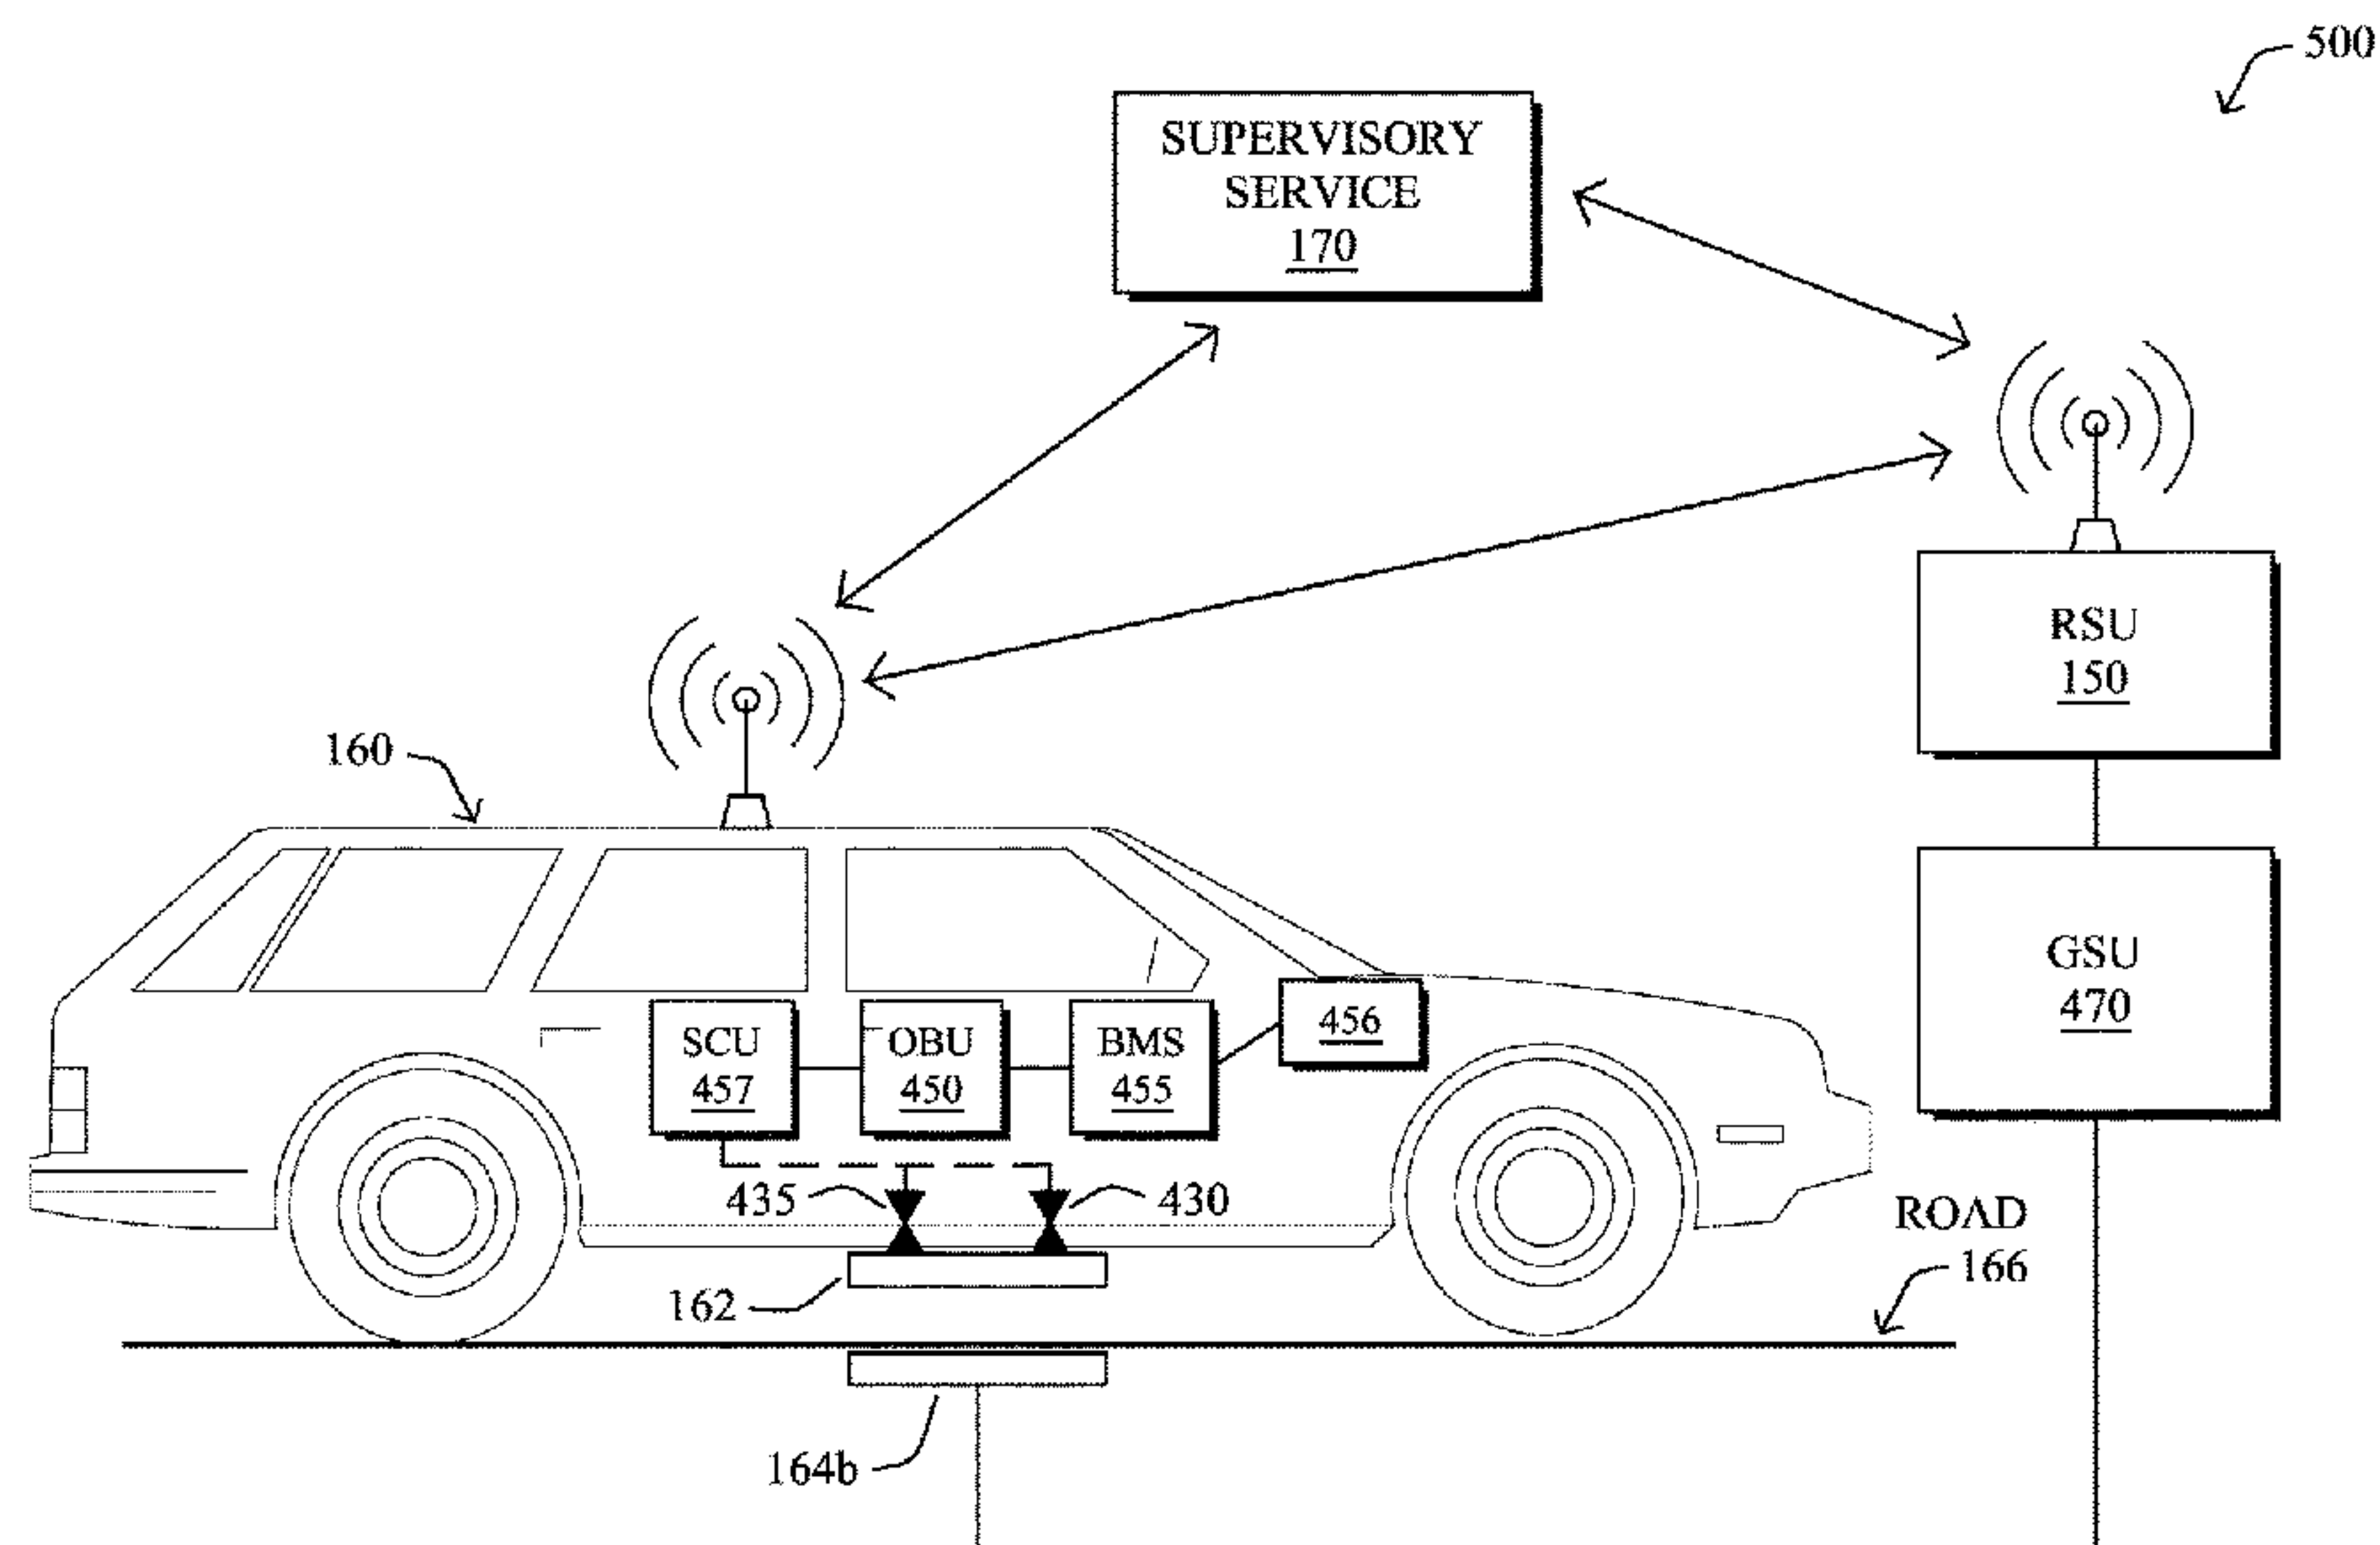 500
SUPERVISORY
SERVICE
170
RSU
150
160
GSU
470
456
SCU
457
OBU
450
BMS
455
435
430
ROAD
166
162
164b